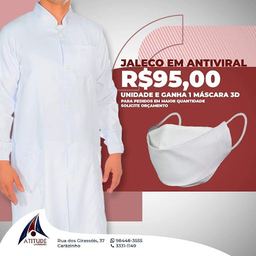 JALECO EM ANTIVIRAL
R$95,00
UNIDADE E GANHA 1 MÁSCARA 3D
PARA PEDIDOS EM MAIOR QUANTIDADE
SOLICITE ORÇAMENTO
ATITUDE
Rua dos Girassóis, 37
Carazinho
98448-3555
3331-1149